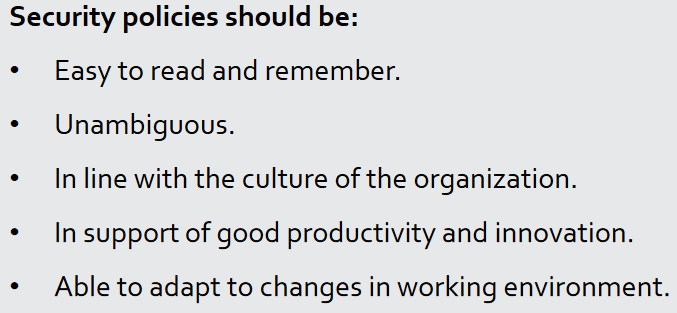 Security policies should be:
• Easy to read and remember.
• Unambiguous.
• In line with the culture of the organization.
• In support of good productivity and innovation.
• Able to adapt to changes in working environment.